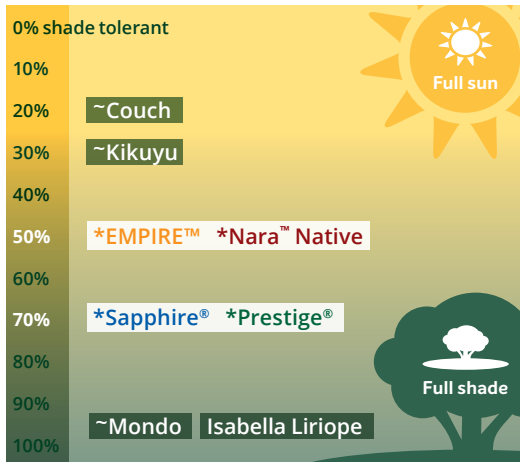 0% shade tolerant
10%
Full sun
20% ~Couch
30% ~Kikuyu
40%
50% *EMPIRE™ *Nara™ Native
60%
70% *Sapphire® *Prestige®
80%
Full shade
90%
~Mondo Isabella Liriope
100%